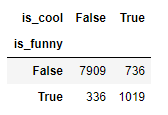 is_cool False True
is_funny
False 7909 736
True 336 1019